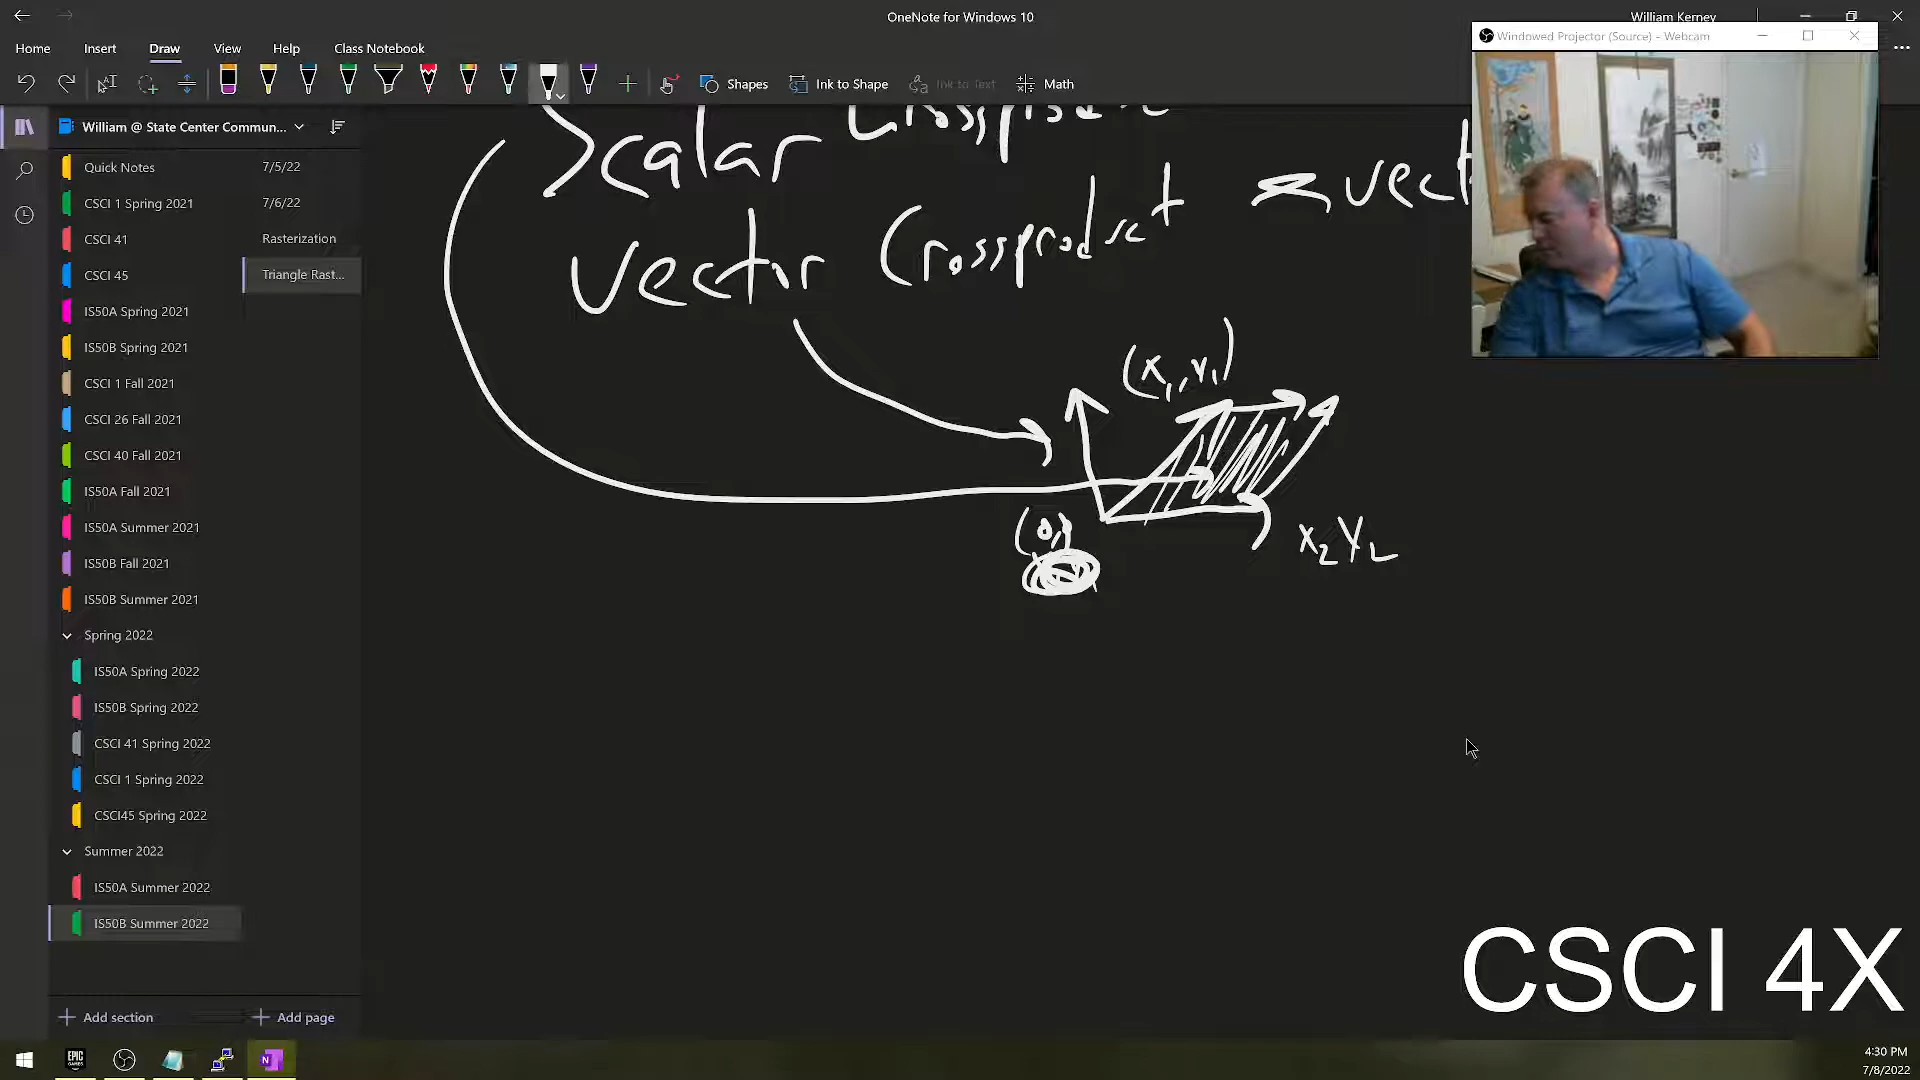 OneNote for Windows 10
William Kerney
Home Insert Draw View Help Class Notebook
Windowed Projector (Source) - Webcam
Shapes Ink to Shape Ink to Text Math
William @ State Center Commun...
Quick Notes
CSCI 1 Spring 2021
CSCI 41
CSCI 45
IS50A Spring 2021
IS50B Spring 2021
CSCI 1 Fall 2021
CSCI 26 Fall 2021
CSCI 40 Fall 2021
IS50A Fall 2021
IS50A Summer 2021
IS50B Fall 2021
IS50B Summer 2021
Spring 2022
IS50A Spring 2022
IS50B Spring 2022
CSCI 41 Spring 2022
CSCI 1 Spring 2022
CSCI45 Spring 2022
Summer 2022
IS50A Summer 2022
IS50B Summer 2022
Add section
7/5/22
7/6/22
Rasterization
Triangle Rast...
Add page
Scalar
vector Crossproduct
(x₁, y₁)
x₂ y₂
CSCI 4X
4:30 PM
7/8/2022